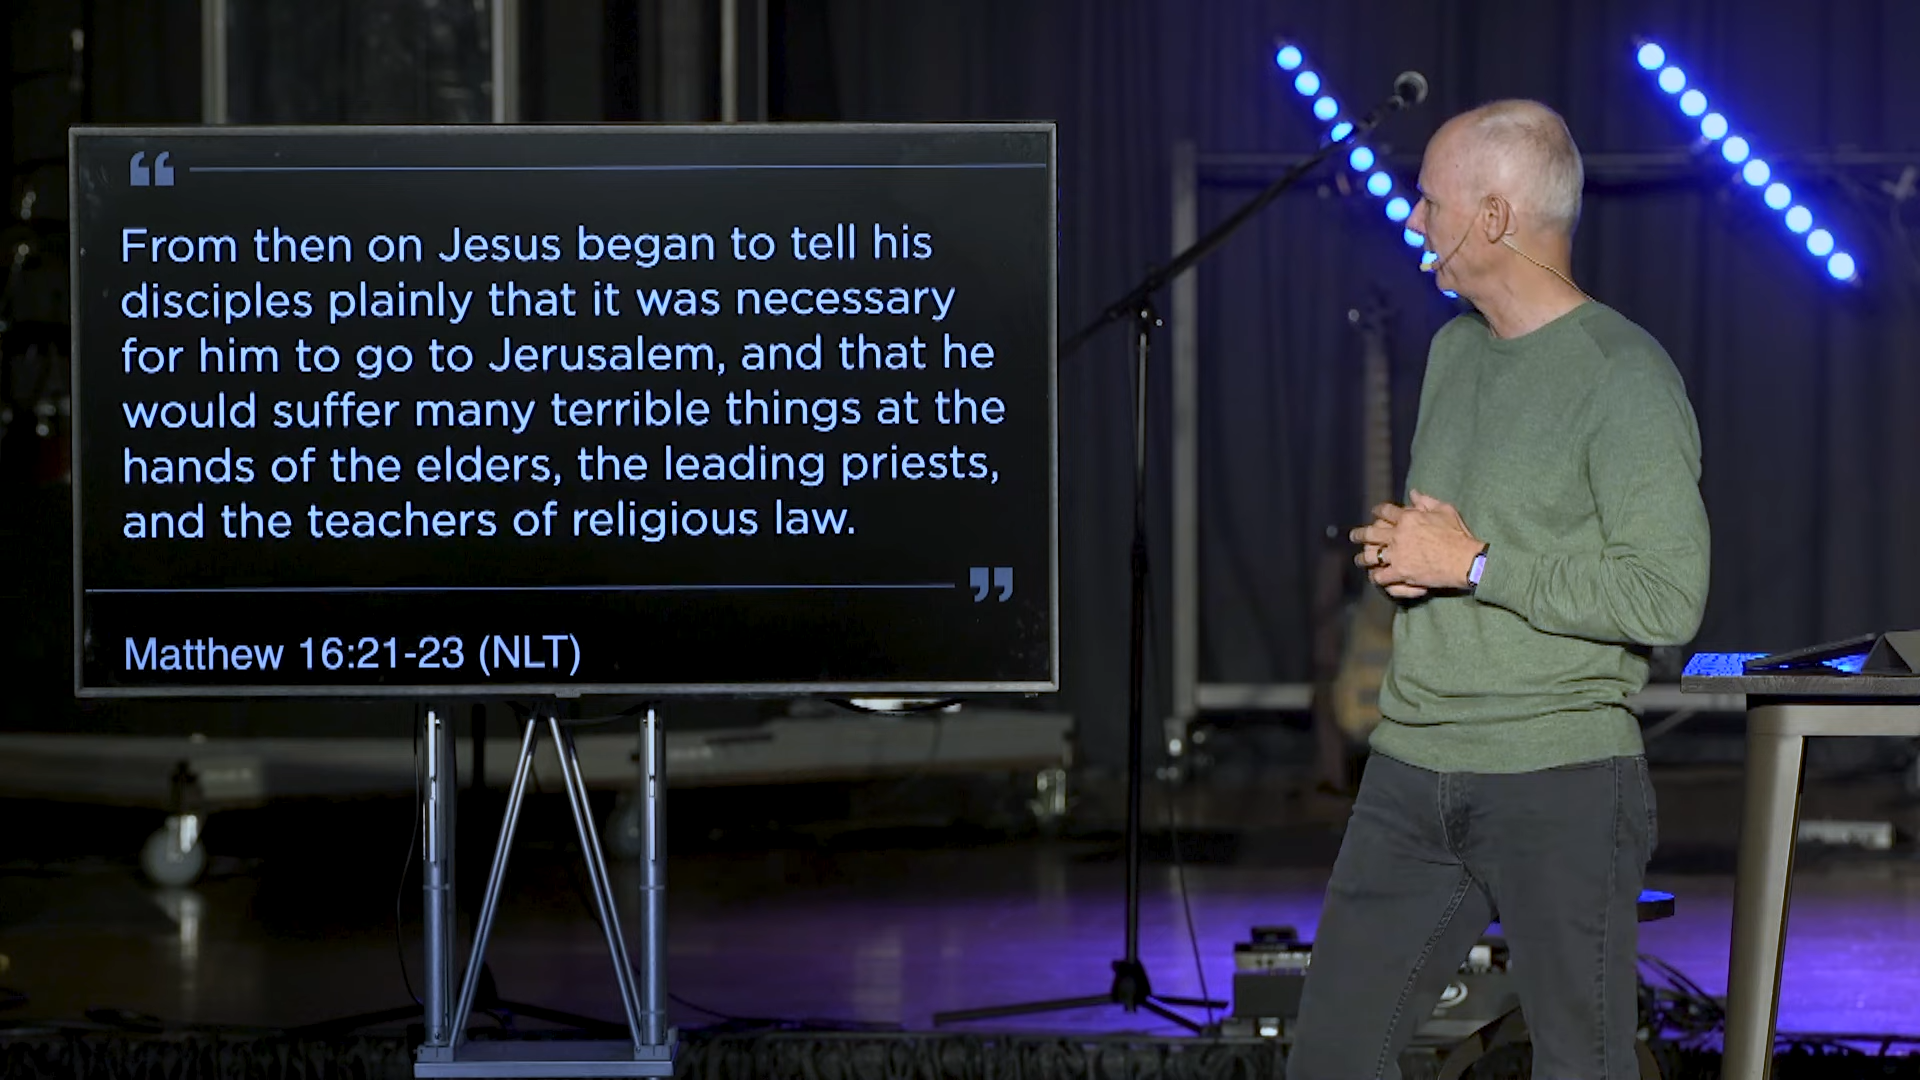 “
From then on Jesus began to tell his
disciples plainly that it was necessary
for him to go to Jerusalem, and that he
would suffer many terrible things at the
hands of the elders, the leading priests,
and the teachers of religious law.
”
Matthew 16:21-23 (NLT)